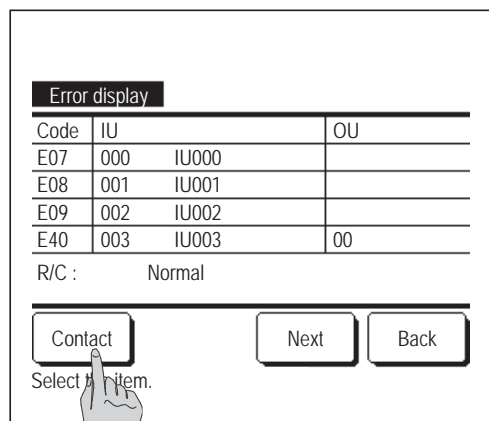 Error display
Code IU OU
E07 000 IU000
E08 001 IU001
E09 002 IU002
E40 003 IU003 00
R/C : Normal
Contact Next Back
Select item.